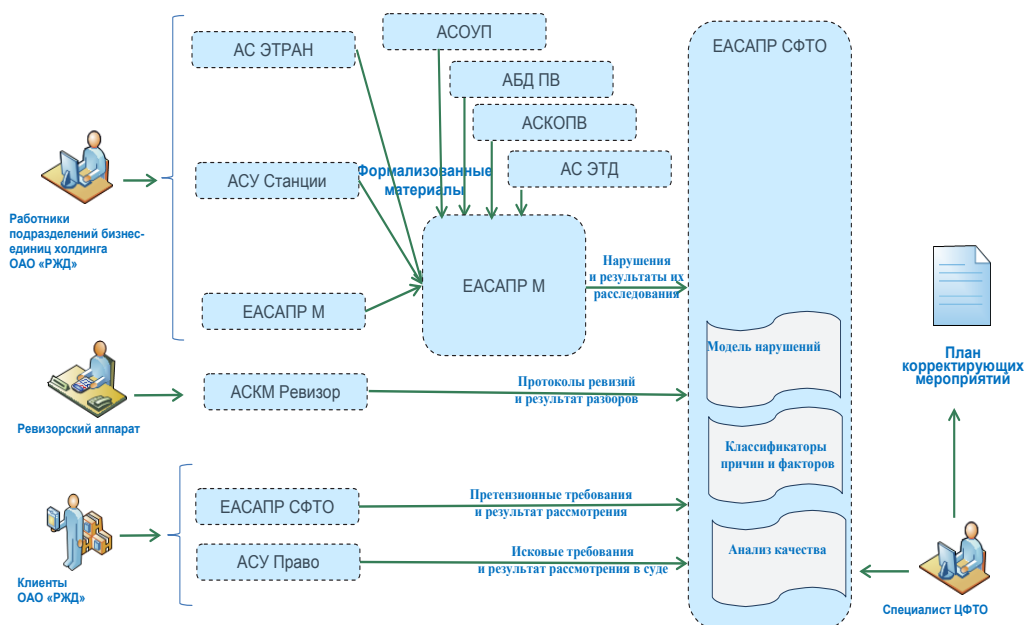 АС ЭТРАН
АСОУП
ЕАСАПР СФТО
АБД ПВ
АСКОПВ
АСУ Станции
Формализованные
материалы
АС ЭТД
Работники
подразделений бизнес-
единиц холдинга
ОАО «РЖД»
ЕАСАПР М
ЕАСАПР М
Нарушения
и результаты их
расследования
Модель нарушений
План
корректирующих
мероприятий
АСКМ Ревизор
Протоколы ревизий
и результат разборов
Ревизорский аппарат
Классификаторы
причин и факторов
ЕАСАПР СФТО
Претензионные требования
и результат рассмотрения
АСУ Право
Исковые требования
и результат рассмотрения в суде
Анализ качества
Клиенты
ОАО «РЖД»
Специалист ЦФТО